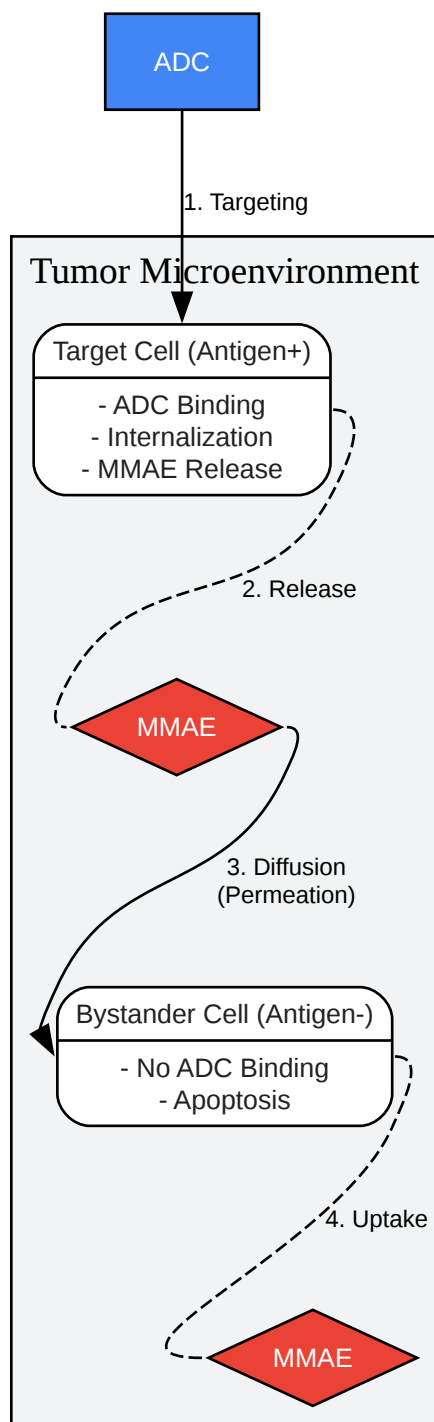 ADC
1. Targeting
Tumor Microenvironment
Target Cell (Antigen+)
- ADC Binding
- Internalization
- MMAE Release
2. Release
MMAE
3. Diffusion
(Permeation)
Bystander Cell (Antigen-)
- No ADC Binding
- Apoptosis
4. Uptake
MMAE